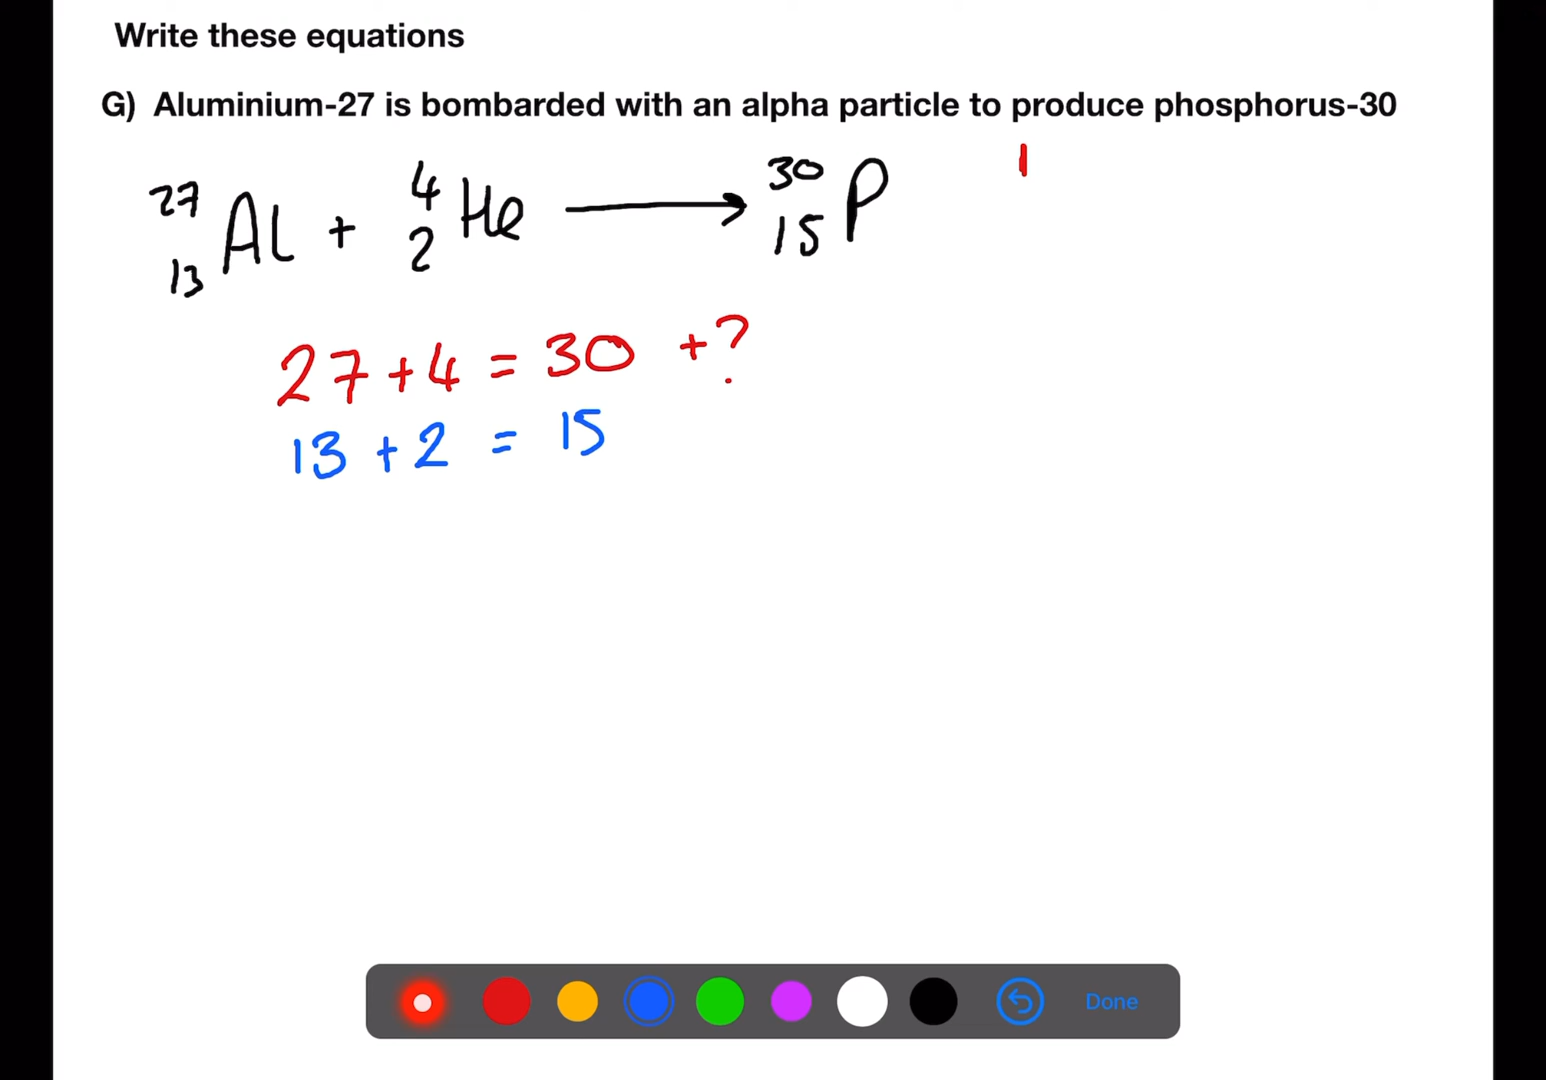 Write these equations
G) Aluminium-27 is bombarded with an alpha particle to produce phosphorus-30
27 13 Al + 4 2 He ⟶ 30 15 P 1
27 + 4 = 30 + ?
13 + 2 = 15
Done